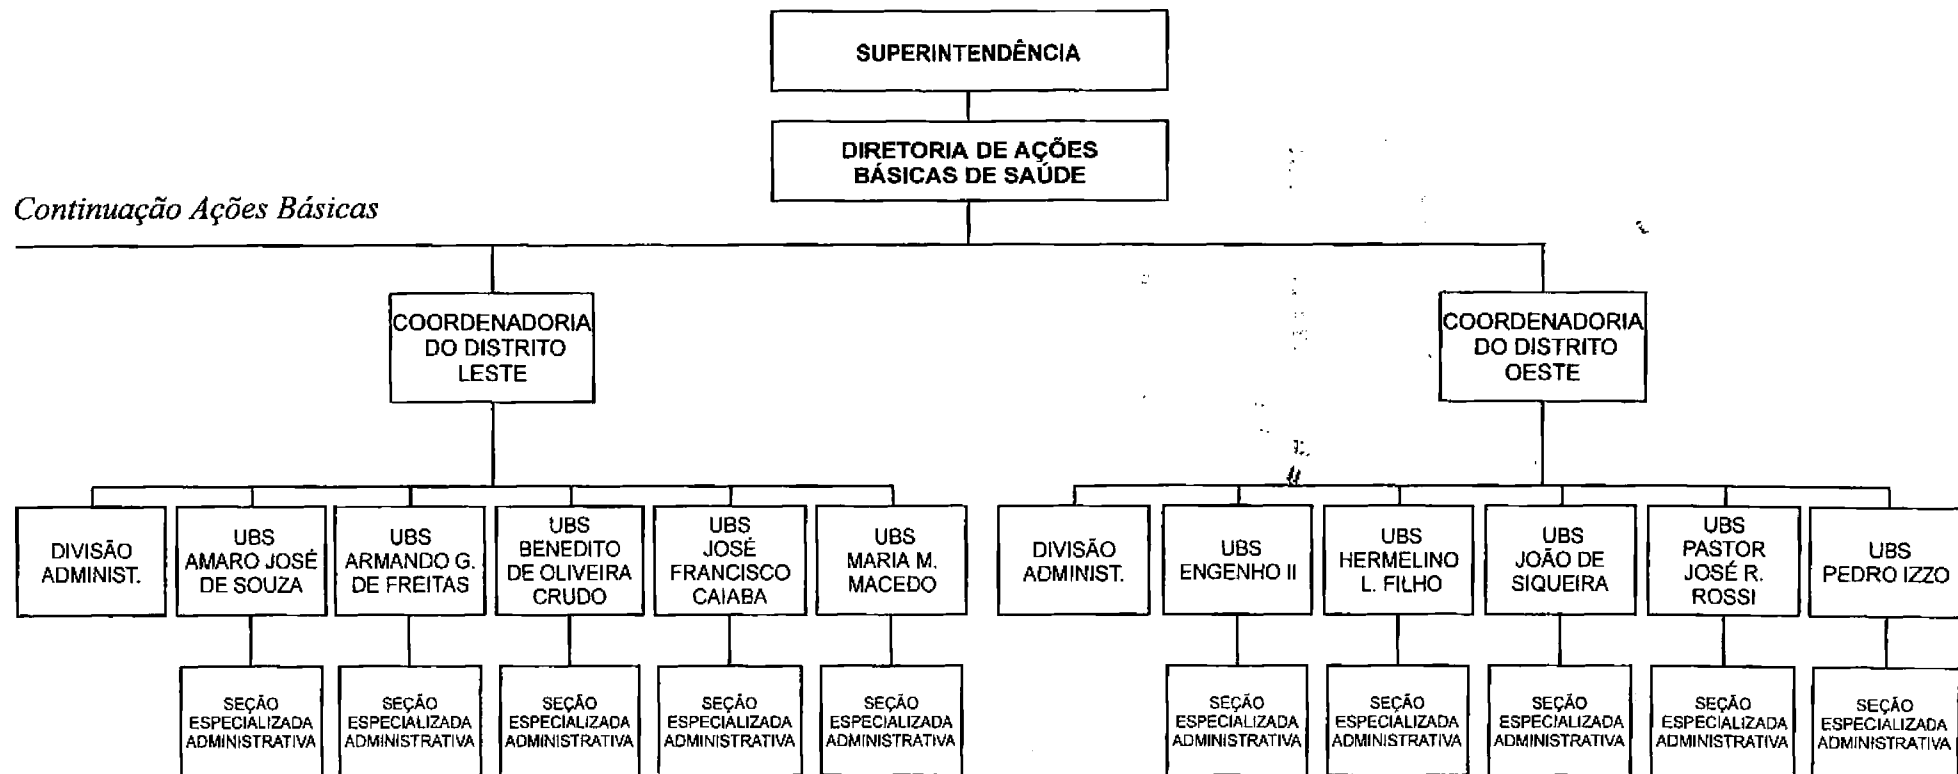 SUPERINTENDÊNCIA
DIRETORIA DE AÇÕES
BÁSICAS DE SAÚDE
Continuação Ações Básicas
COORDENADORIA
DO DISTRITO
LESTE
COORDENADORIA
DO DISTRITO
OESTE
DIVISÃO
ADMINIST.
UBS
AMARO JOSÉ
DE SOUZA
UBS
ARMANDO G.
DE FREITAS
UBS
BENEDITO
DE OLIVEIRA
CRUDO
UBS
JOSÉ
FRANCISCO
CAIABA
UBS
MARIA M.
MACEDO
DIVISÃO
ADMINIST.
UBS
ENGENHO II
UBS
HERMELINO
L. FILHO
UBS
JOÃO DE
SIQUEIRA
UBS
PASTOR
JOSÉ R.
ROSSI
UBS
PEDRO IZZO
SEÇÃO
ESPECIALIZADA
ADMINISTRATIVA
SEÇÃO
ESPECIALIZADA
ADMINISTRATIVA
SEÇÃO
ESPECIALIZADA
ADMINISTRATIVA
SEÇÃO
ESPECIALIZADA
ADMINISTRATIVA
SEÇÃO
ESPECIALIZADA
ADMINISTRATIVA
SEÇÃO
ESPECIALIZADA
ADMINISTRATIVA
SEÇÃO
ESPECIALIZADA
ADMINISTRATIVA
SEÇÃO
ESPECIALIZADA
ADMINISTRATIVA
SEÇÃO
ESPECIALIZADA
ADMINISTRATIVA
SEÇÃO
ESPECIALIZADA
ADMINISTRATIVA